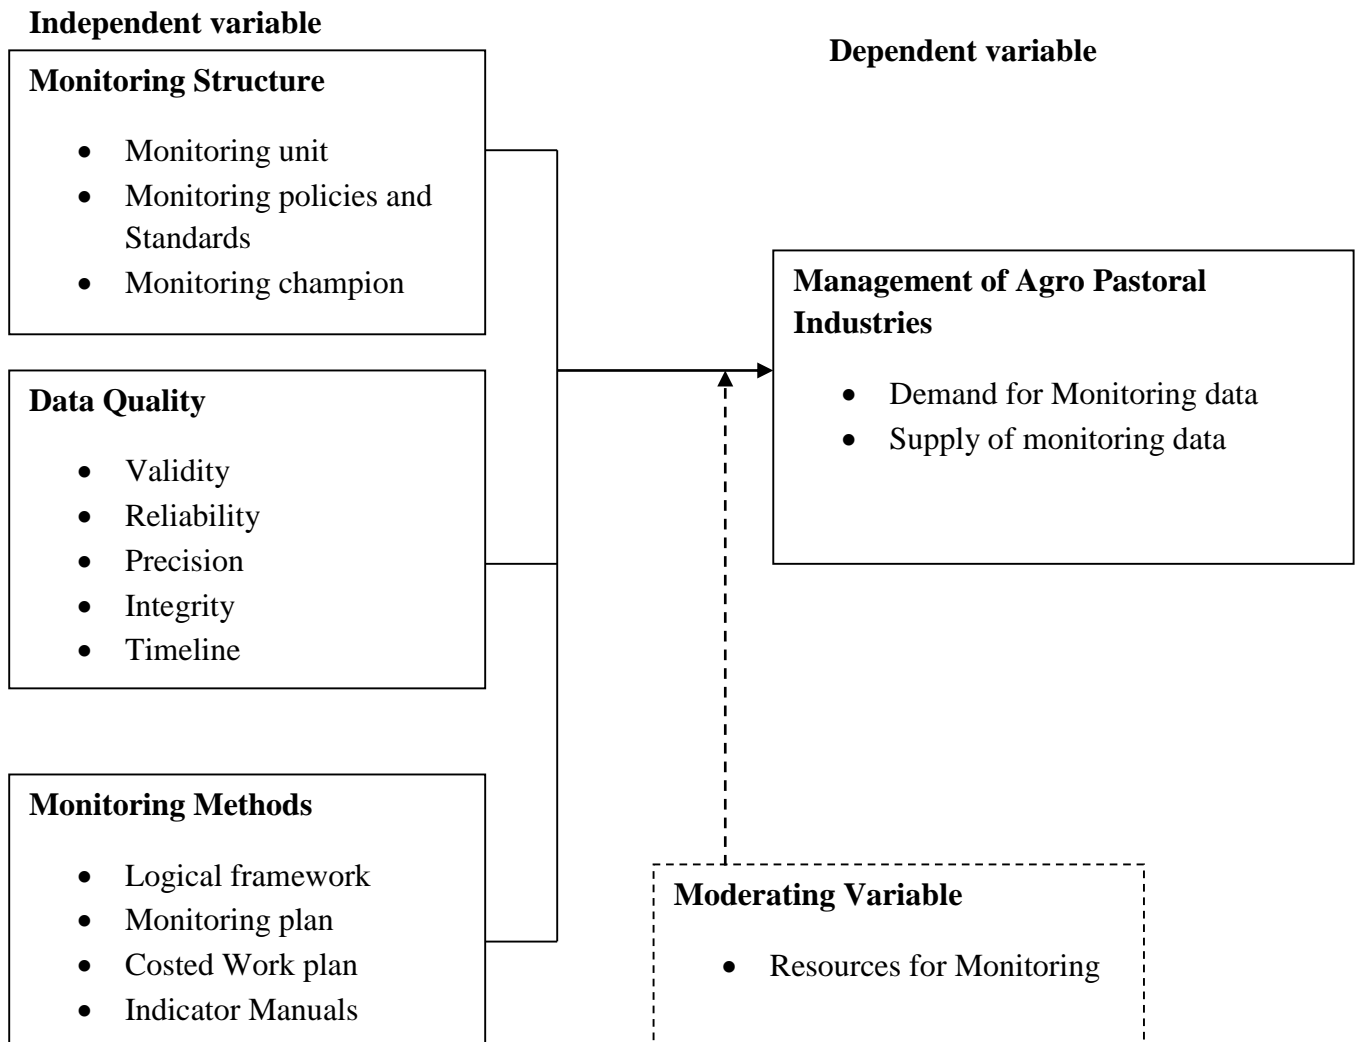 Independent variable
Dependent variable
Monitoring Structure
• Monitoring unit
• Monitoring policies and
Standards
• Monitoring champion
Management of Agro Pastoral
Industries
• Demand for Monitoring data
• Supply of monitoring data
Data Quality
• Validity
• Reliability
• Precision
• Integrity
• Timeline
Monitoring Methods
• Logical framework
• Monitoring plan
• Costed Work plan
• Indicator Manuals
Moderating Variable
• Resources for Monitoring